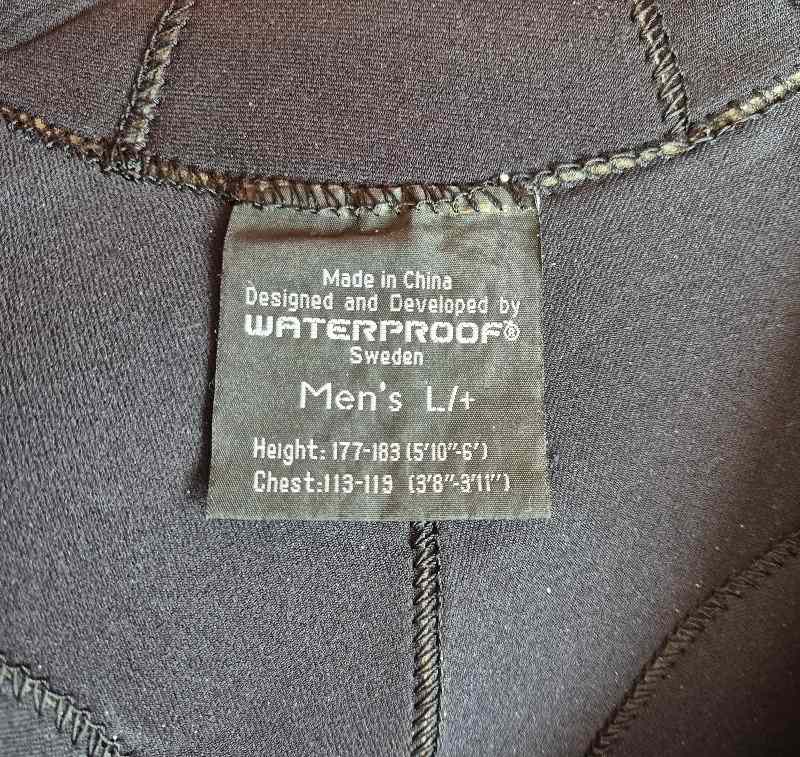 Made in China
Designed and Developed by
WATERPROOF®
Sweden
Men's L/+
Height: 177-183 (5'10"-6')
Chest:113-119 (3'8"-3'11")